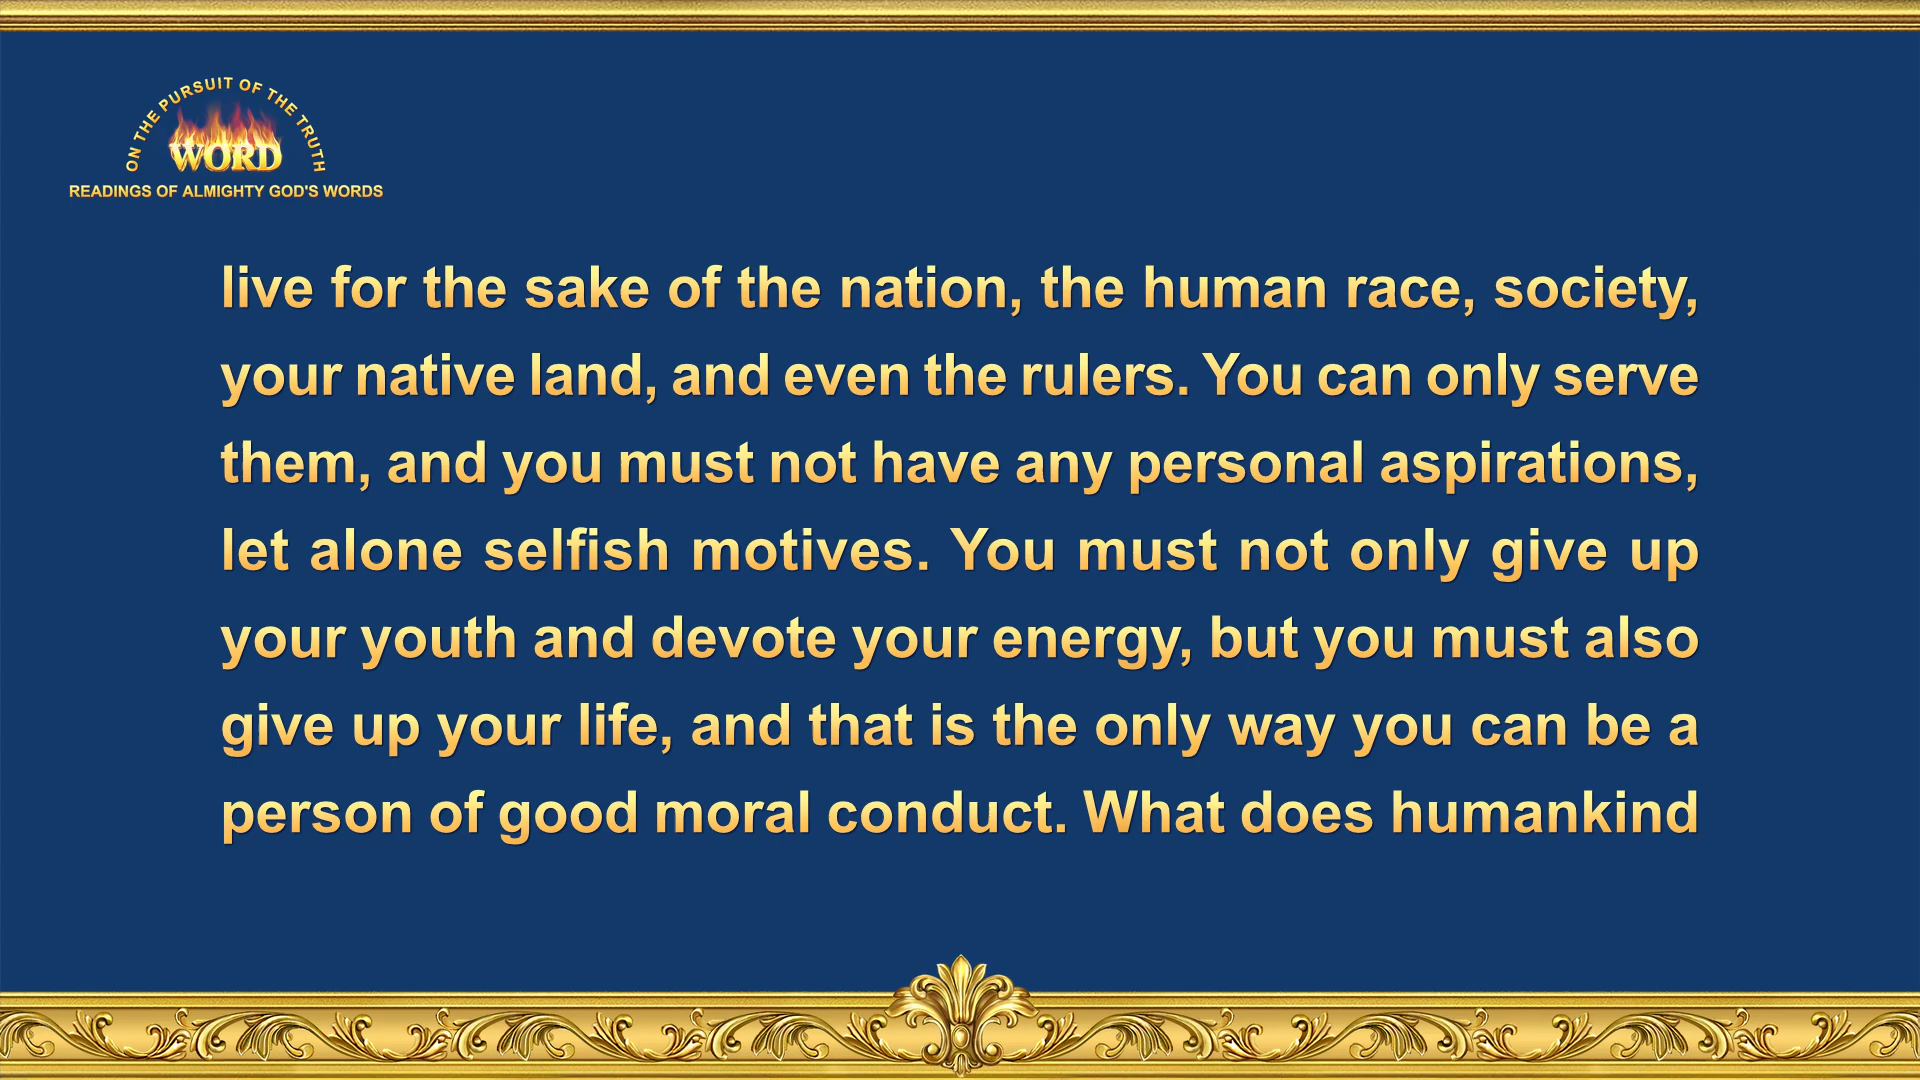 ON THE PURSUIT OF THE TRUTH
WORD
READINGS OF ALMIGHTY GOD'S WORDS
live for the sake of the nation, the human race, society,
your native land, and even the rulers. You can only serve
them, and you must not have any personal aspirations,
let alone selfish motives. You must not only give up
your youth and devote your energy, but you must also
give up your life, and that is the only way you can be a
person of good moral conduct. What does humankind